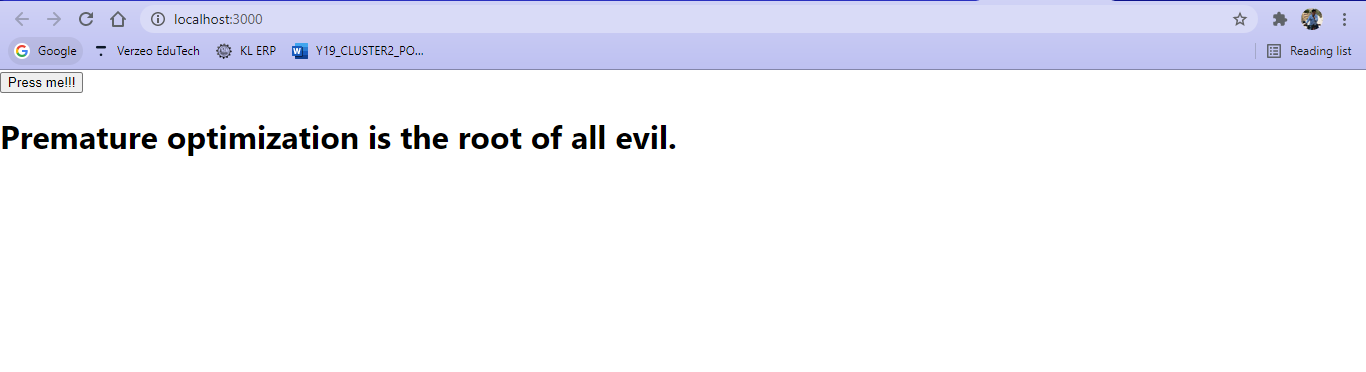 localhost:3000
Google Verzeo EduTech KL ERP Y19_CLUSTER2_PO... Reading list
Press me!!!
Premature optimization is the root of all evil.